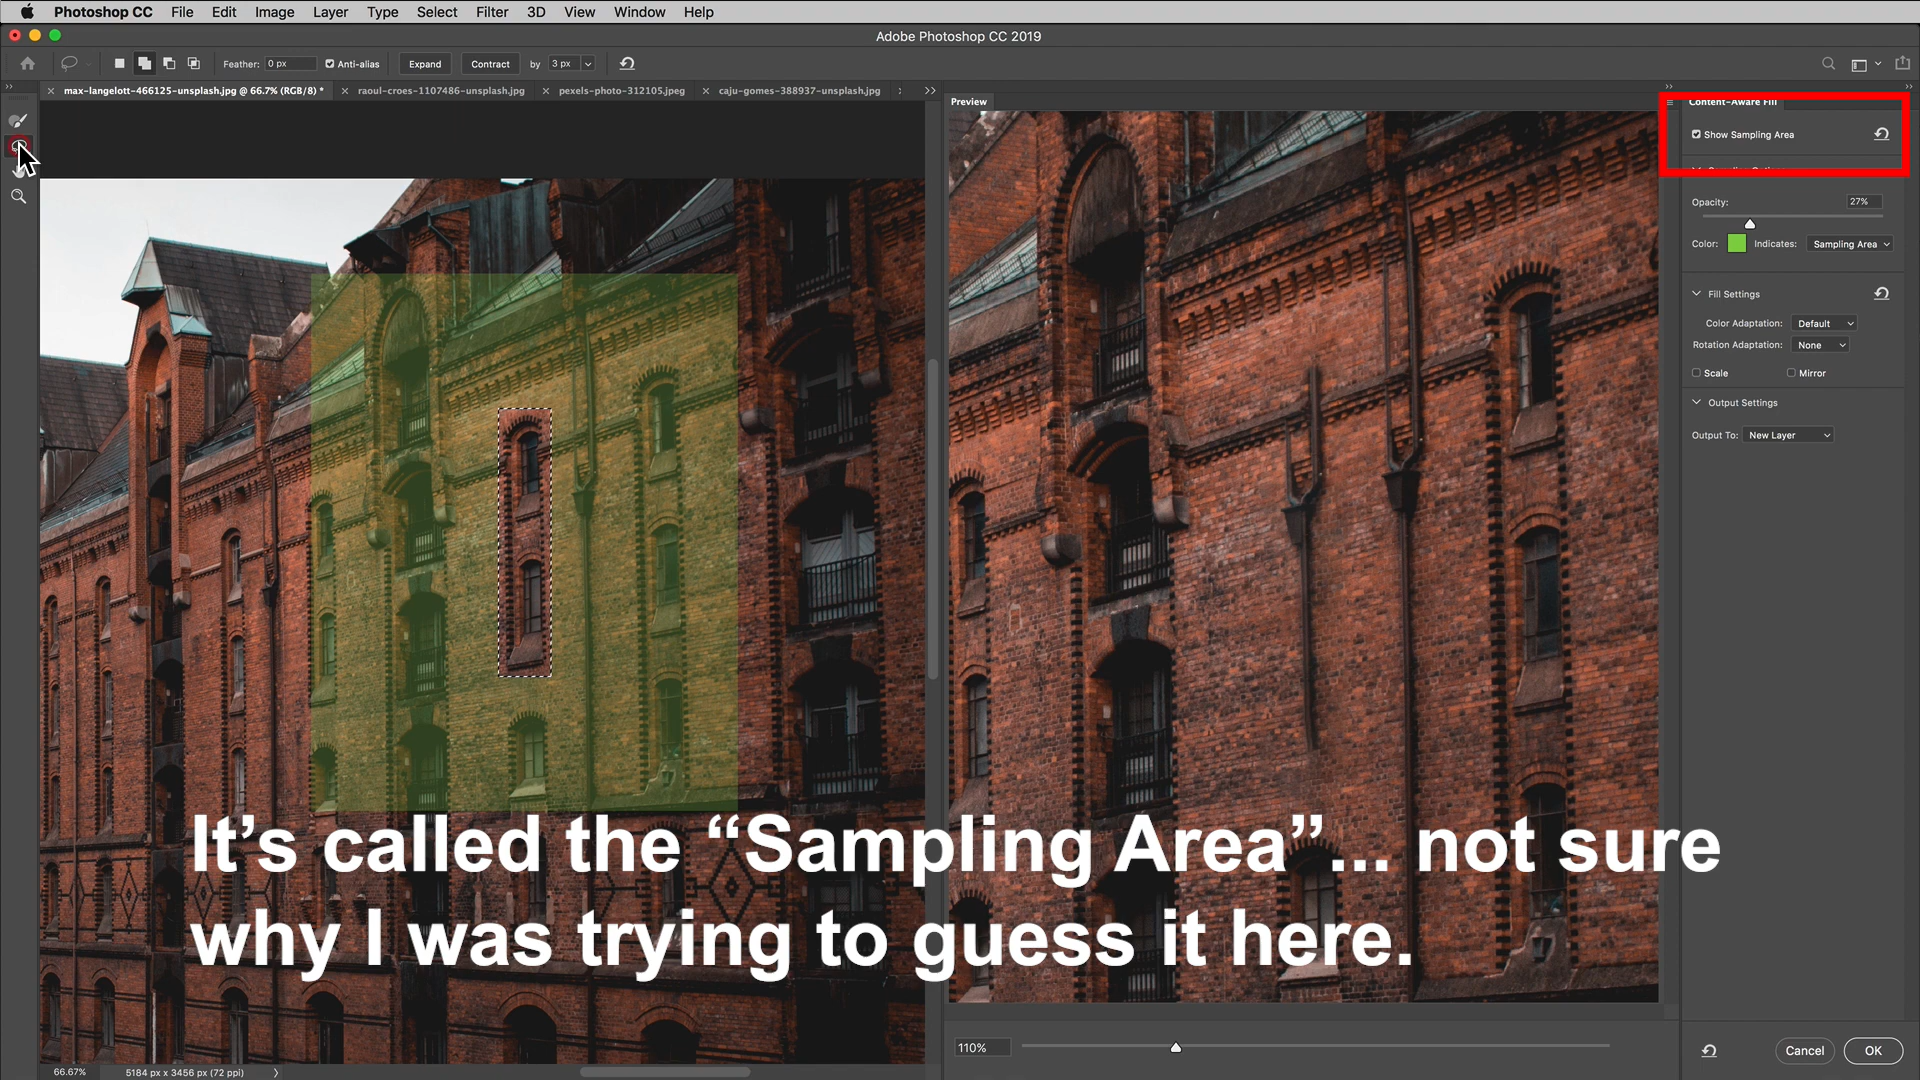 Photoshop CC File Edit Image Layer Type Select Filter 3D View Window Help
Adobe Photoshop CC 2019
Feather: 0 px Anti-alias Expand Contract by 3 px
max-langelott-466125-unsplash.jpg @ 66.7% (RGB/8) * raoul-croes-1107486-unsplash.jpg pexels-photo-312105.jpeg caju-gomes-388937-unsplash.jpg
Preview
Content-Aware Fill
Show Sampling Area
Opacity: 27%
Color: Indicates: Sampling Area
Fill Settings
Color Adaptation: Default
Rotation Adaptation: None
Scale Mirror
Output Settings
Output To: New Layer
It's called the “Sampling Area”... not sure
why I was trying to guess it here.
110%
Cancel OK
66.67% 5184 px x 3456 px (72 ppi)